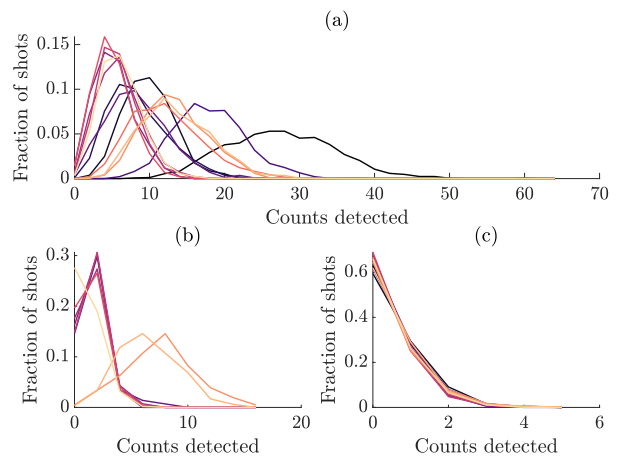 (a)
Fraction of shots
0.15
0.1
0.05
0
0 10 20 30 40 50 60 70
Counts detected
(b)
Fraction of shots
0.3
0.2
0.1
0
0 10 20
Counts detected
(c)
Fraction of shots
0.6
0.4
0.2
0
0 2 4 6
Counts detected